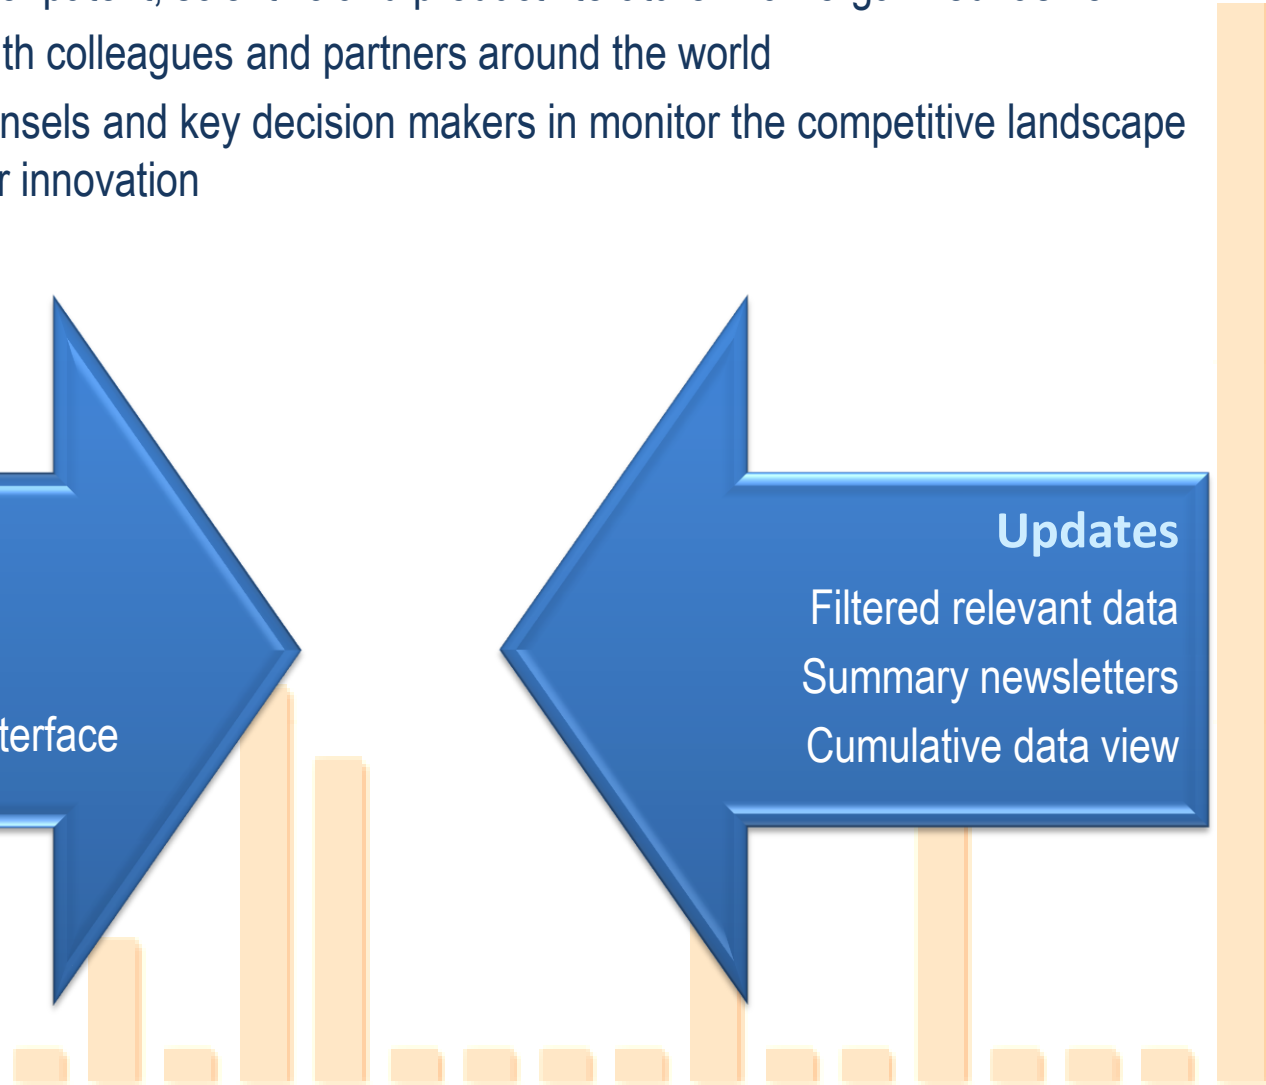 th colleagues and partners around the world
nsels and key decision makers in monitor the competitive landscape
r innovation
terface
Updates
Filtered relevant data
Summary newsletters
Cumulative data view